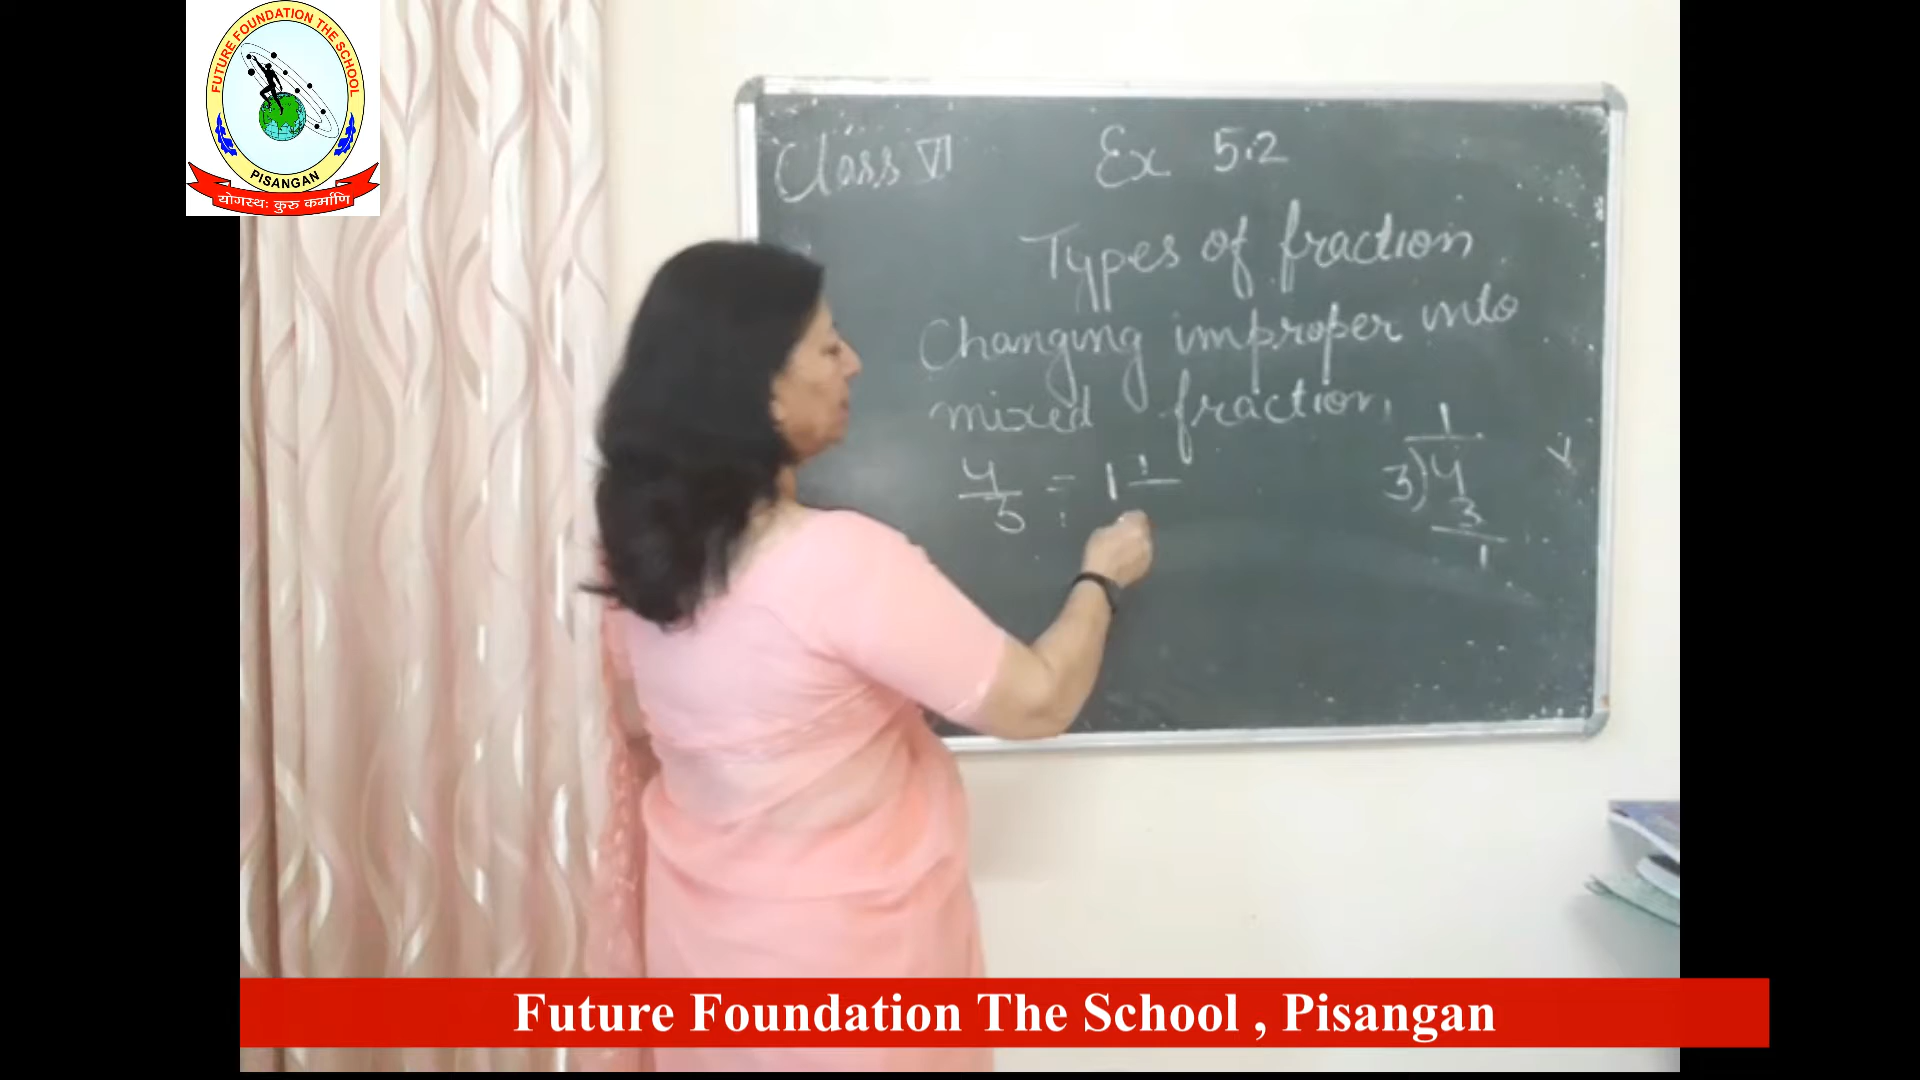 FUTURE FOUNDATION THE SCHOOL
PISANGAN
योगस्थः कुरु कर्माणि
Class VI Ex 5.2
Types of fraction
Changing improper into
mixed fraction
4/3 = 1 1/
1
3)4
3
1
Future Foundation The School , Pisangan